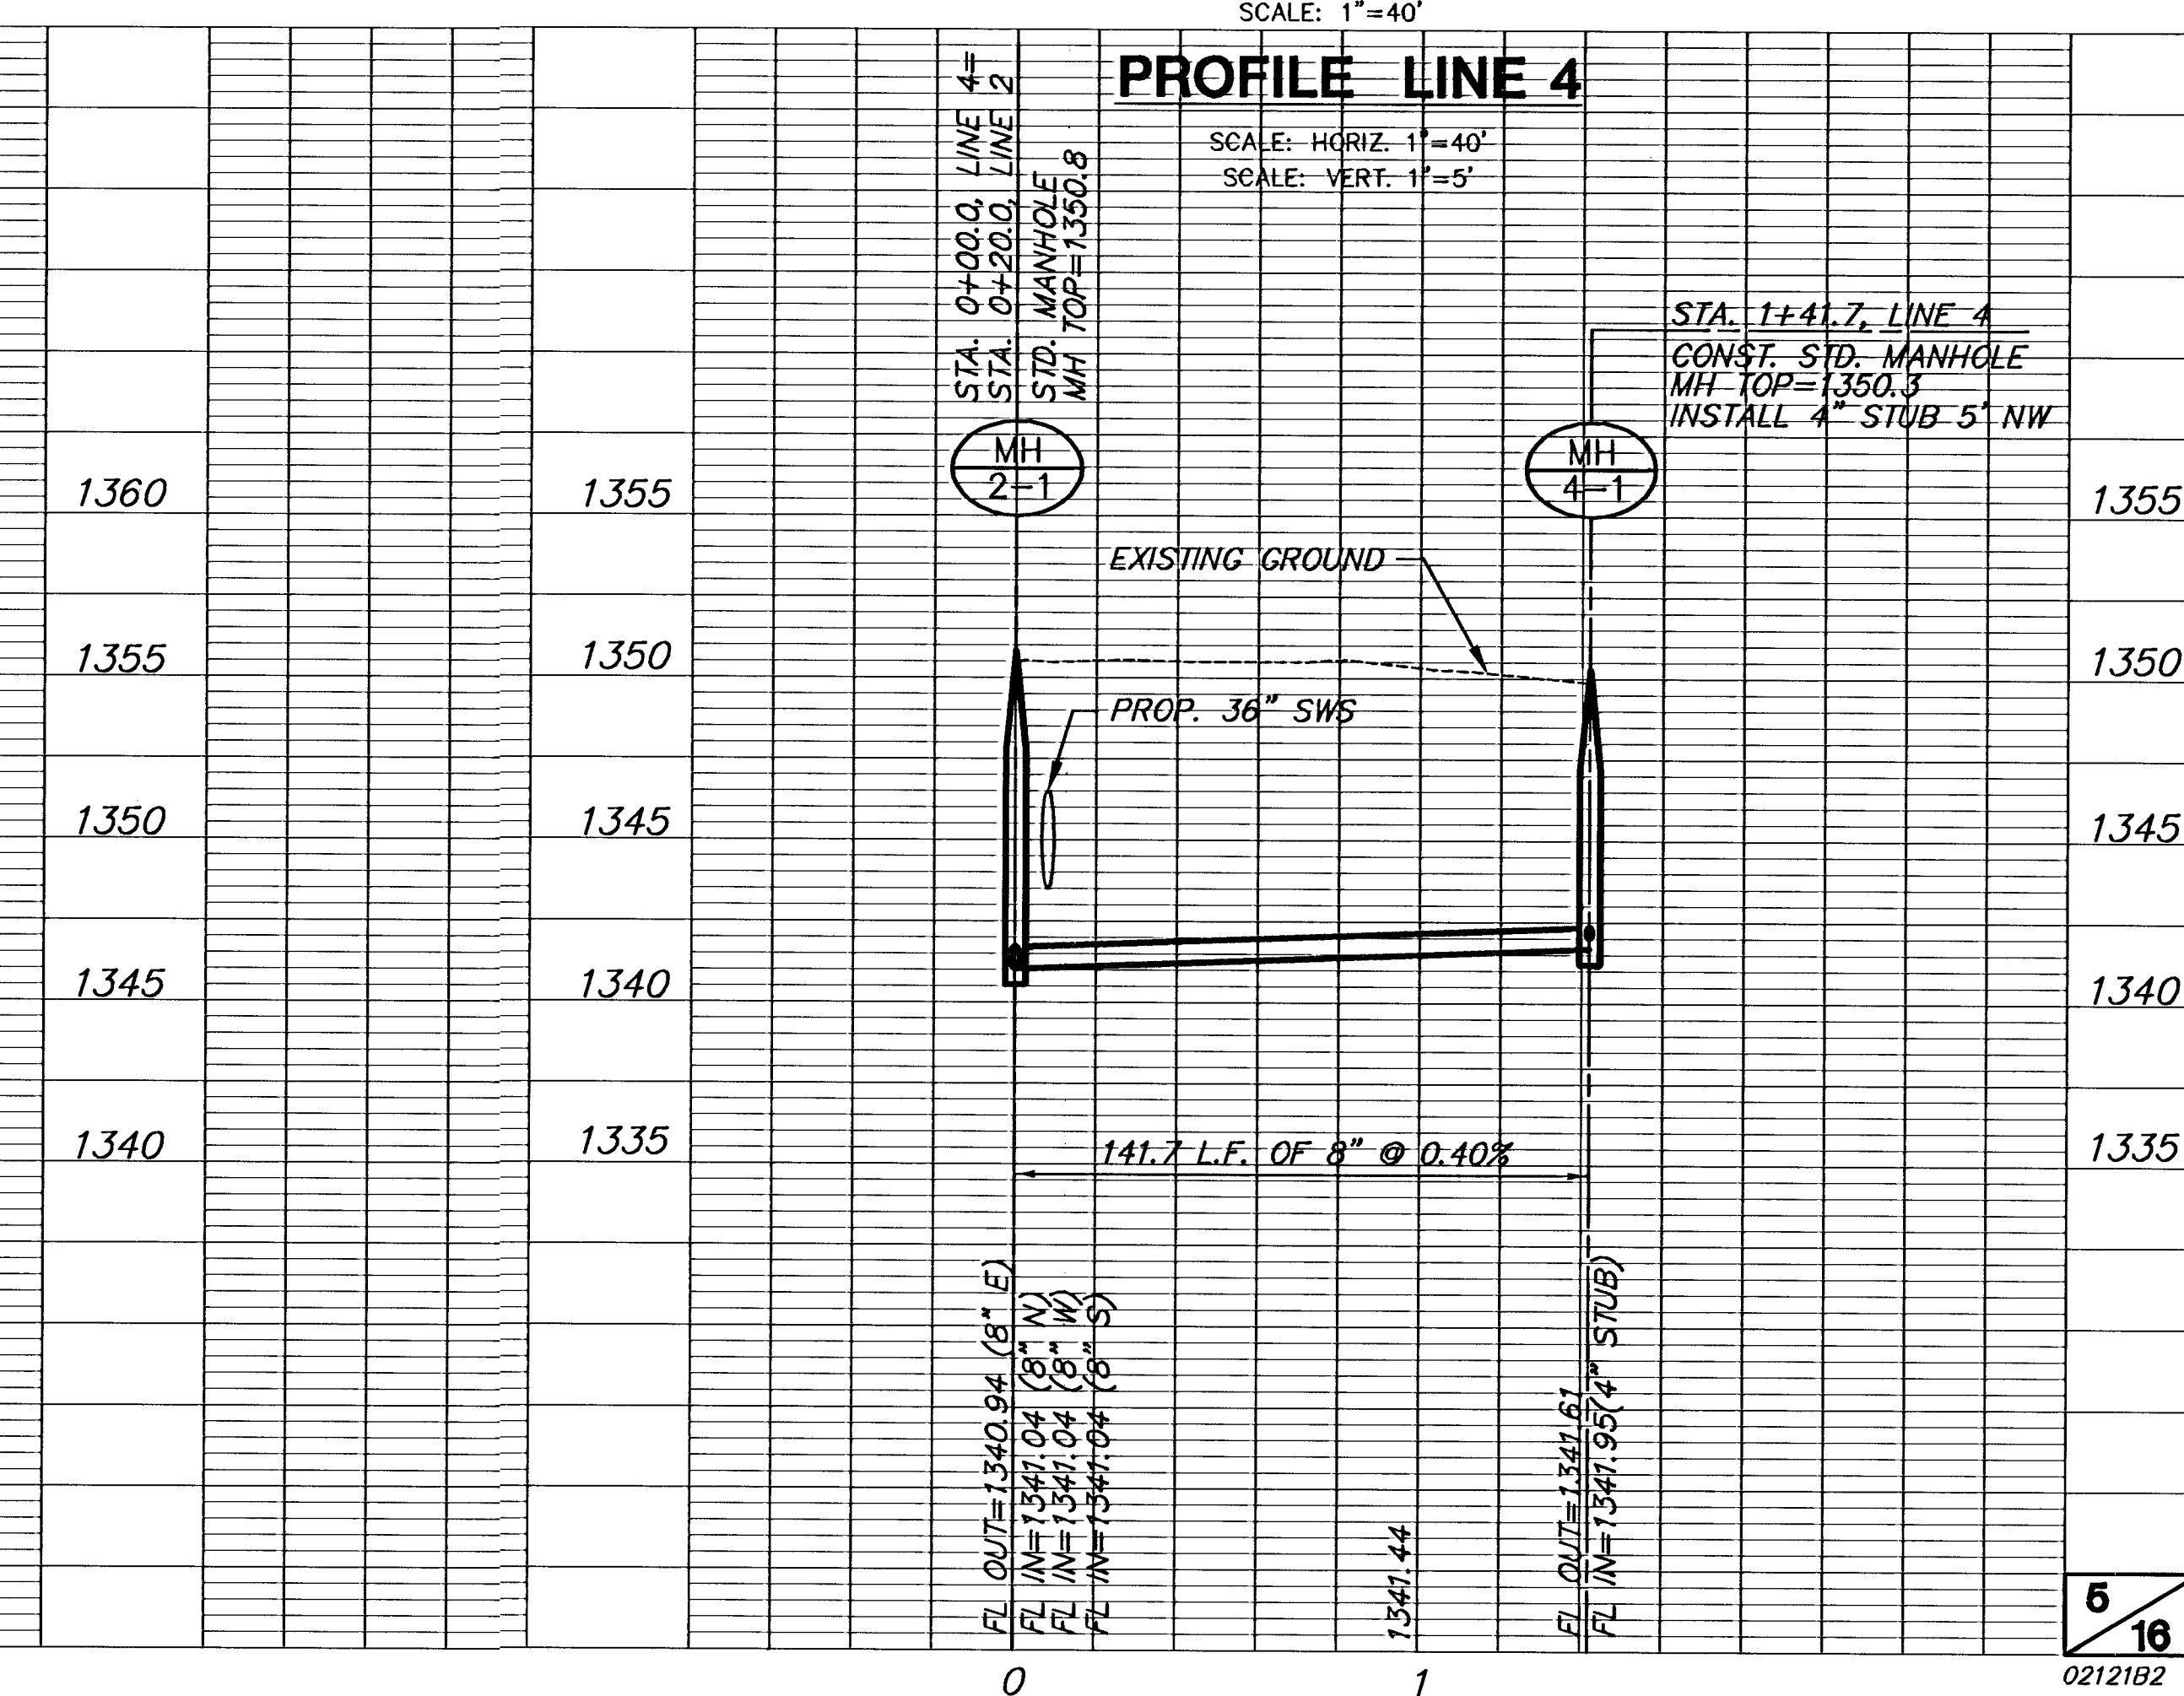 SCALE: 1"=40'
PROFILE LINE 4
SCALE: HORIZ. 1"=40'
SCALE: VERT. 1"=5'
STA. 0+00.0, LINE 4=
STA. 0+20.0, LINE 2
STD. MANHOLE
MH TOP=1350.8
STA. 1+41.7, LINE 4
CONST. STD. MANHOLE
MH TOP=1350.3
INSTALL 4" STUB 5' NW
MH
2-1
MH
4-1
1360
1355
1355
EXISTING GROUND
1355
1350
1350
PROP. 36" SWS
1350
1345
1345
1345
1340
1340
1340
1335
1335
141.7 L.F. OF 8" @ 0.40%
FL OUT=1340.94 (8" E)
FL IN=1341.04 (8" N)
FL IN=1341.04 (8" W)
FL IN=1341.04 (8" S)
1341.44
FL OUT=1341.61
FL IN=1341.95(4" STUB)
0
1
5
16
02121B2